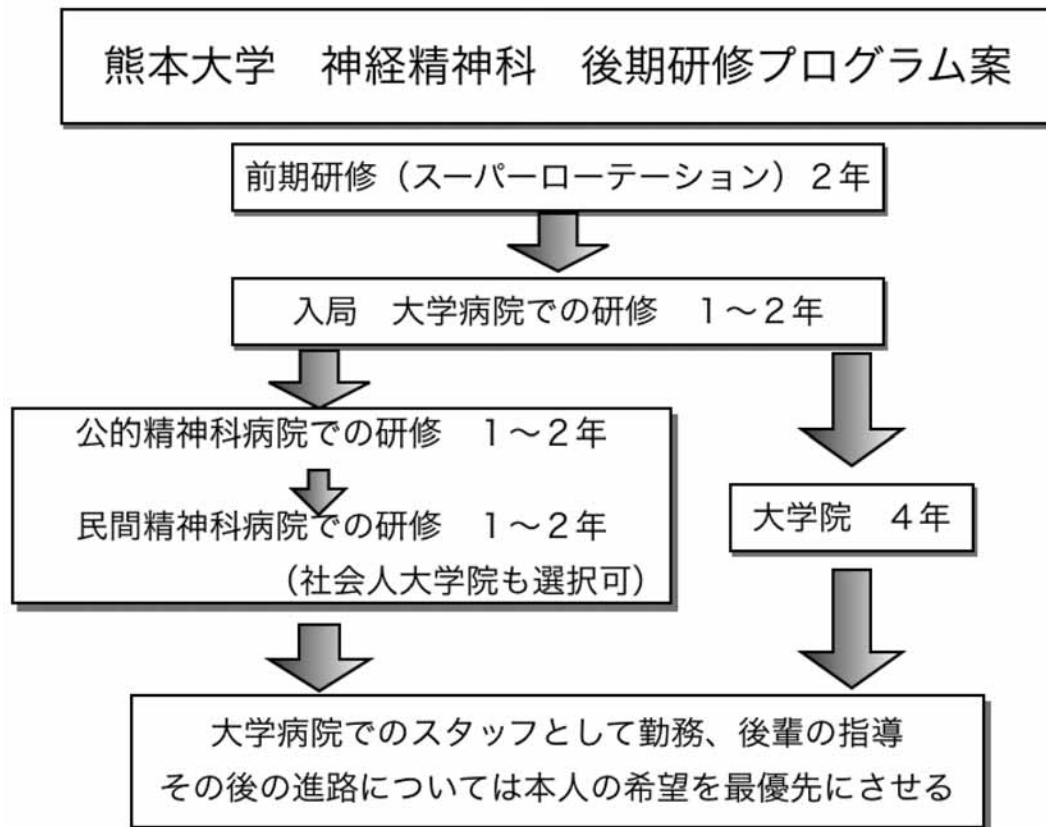 熊本大学　神経精神科　後期研修プログラム案
前期研修（スーパーローテーション）２年
入局　大学病院での研修　１～２年
公的精神科病院での研修　１～２年
民間精神科病院での研修　１～２年
（社会人大学院も選択可）
大学院　４年
大学病院でのスタッフとして勤務、後輩の指導
その後の進路については本人の希望を最優先にさせる